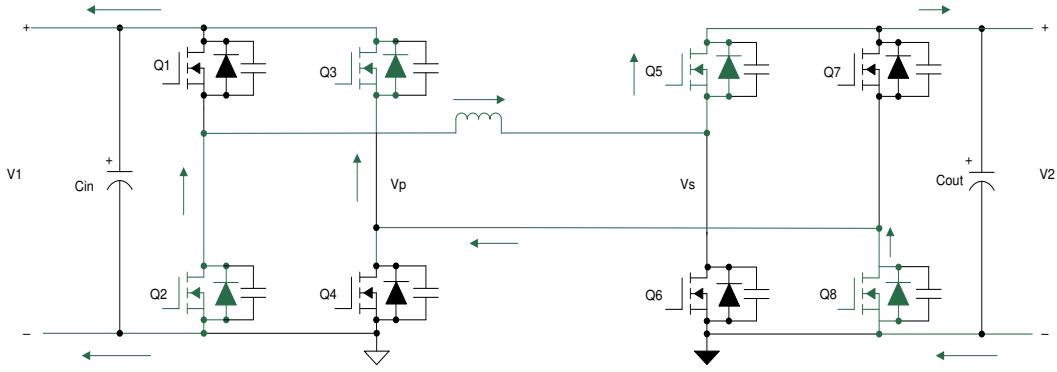 +
+
Q1
Q3
Q5
Q7
V1
+
Cin
Vp
Vs
+
Cout
V2
Q2
Q4
Q6
Q8
–
–